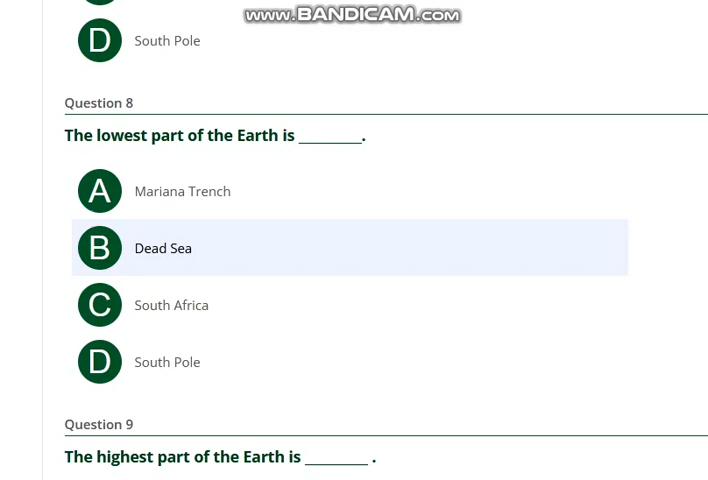 www.BANDICAM.com
D South Pole
Question 8
The lowest part of the Earth is ________.
A Mariana Trench
B Dead Sea
C South Africa
D South Pole
Question 9
The highest part of the Earth is ________ .